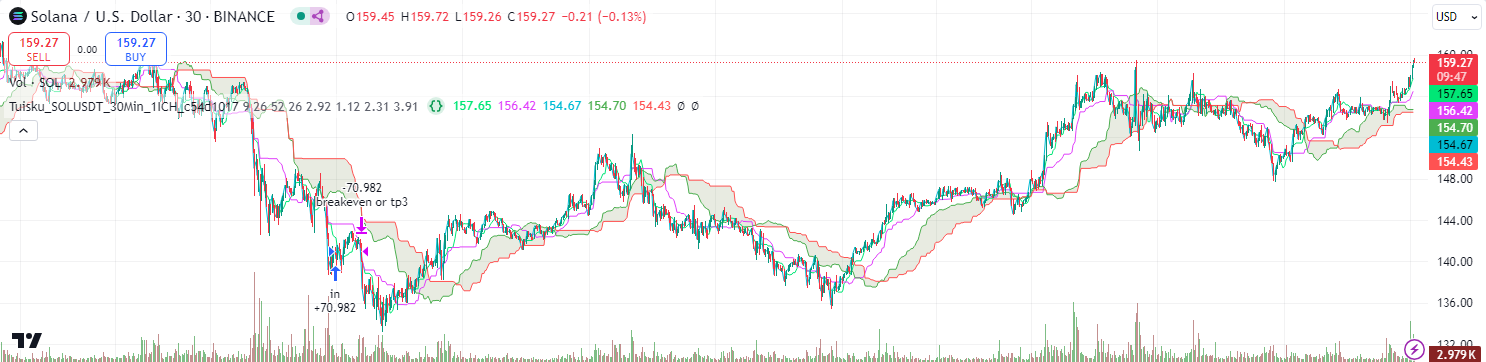 Solana / U.S. Dollar · 30 · BINANCE
O159.45 H159.72 L159.26 C159.27 −0.21 (−0.13%)
USD
159.27
SELL
0.00
159.27
BUY
Vol · SOL 2.979 K
Tuisku_SOLUSDT_30Min_1ICH_c54d1017 9 26 52 26 2.92 1.12 2.31 3.91 157.65 156.42 154.67 154.70 154.43 Ø Ø
-70.982
breakeven or tp3
in
+70.982
160.00
159.27
09:47
157.65
156.42
154.70
154.67
154.43
148.00
144.00
140.00
136.00
2.979 K